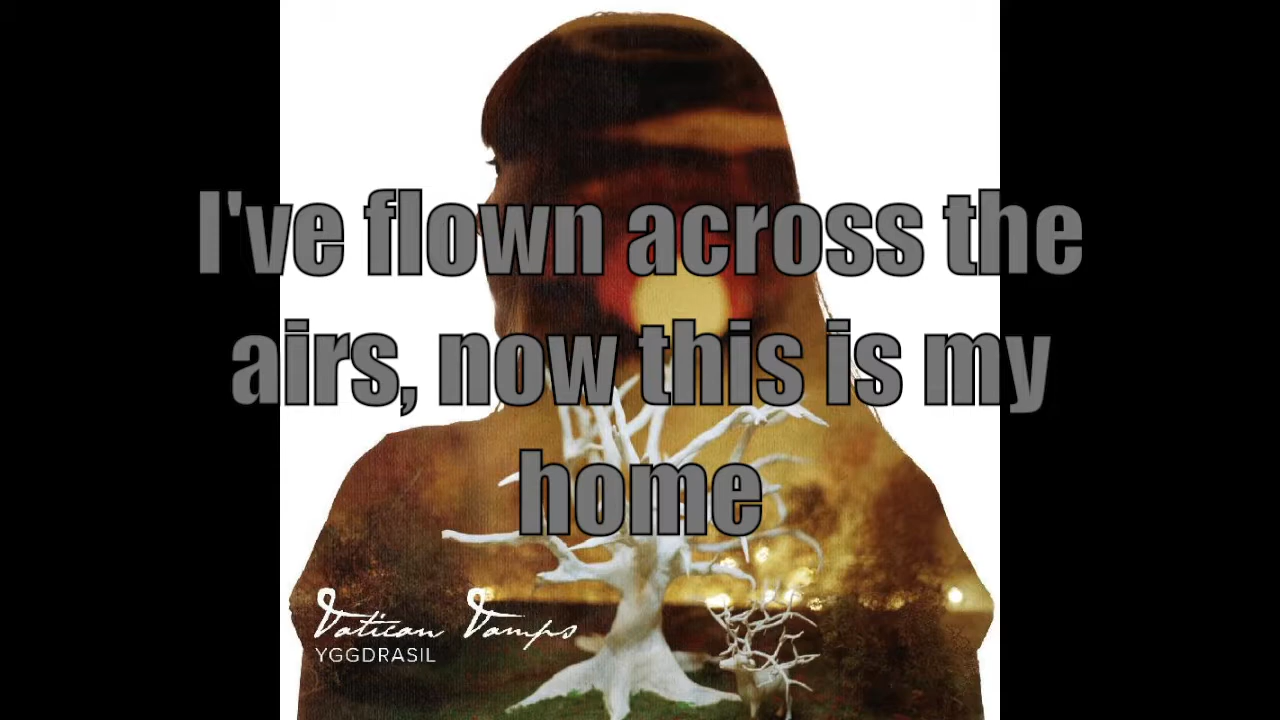 I've flown across the
airs, now this is my
home
Vatican Vamps
YGGDRASIL